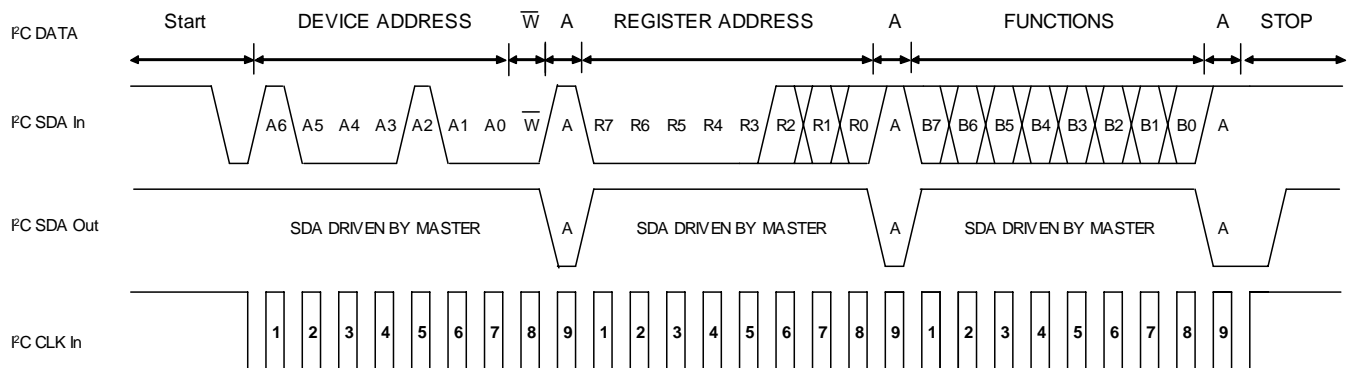 I²C DATA Start DEVICE ADDRESS W̅ A REGISTER ADDRESS A FUNCTIONS A STOP
I²C SDA In A6 A5 A4 A3 A2 A1 A0 W̅ A R7 R6 R5 R4 R3 R2 R1 R0 A B7 B6 B5 B4 B3 B2 B1 B0 A
I²C SDA Out SDA DRIVEN BY MASTER A SDA DRIVEN BY MASTER A SDA DRIVEN BY MASTER A
I²C CLK In 1 2 3 4 5 6 7 8 9 1 2 3 4 5 6 7 8 9 1 2 3 4 5 6 7 8 9